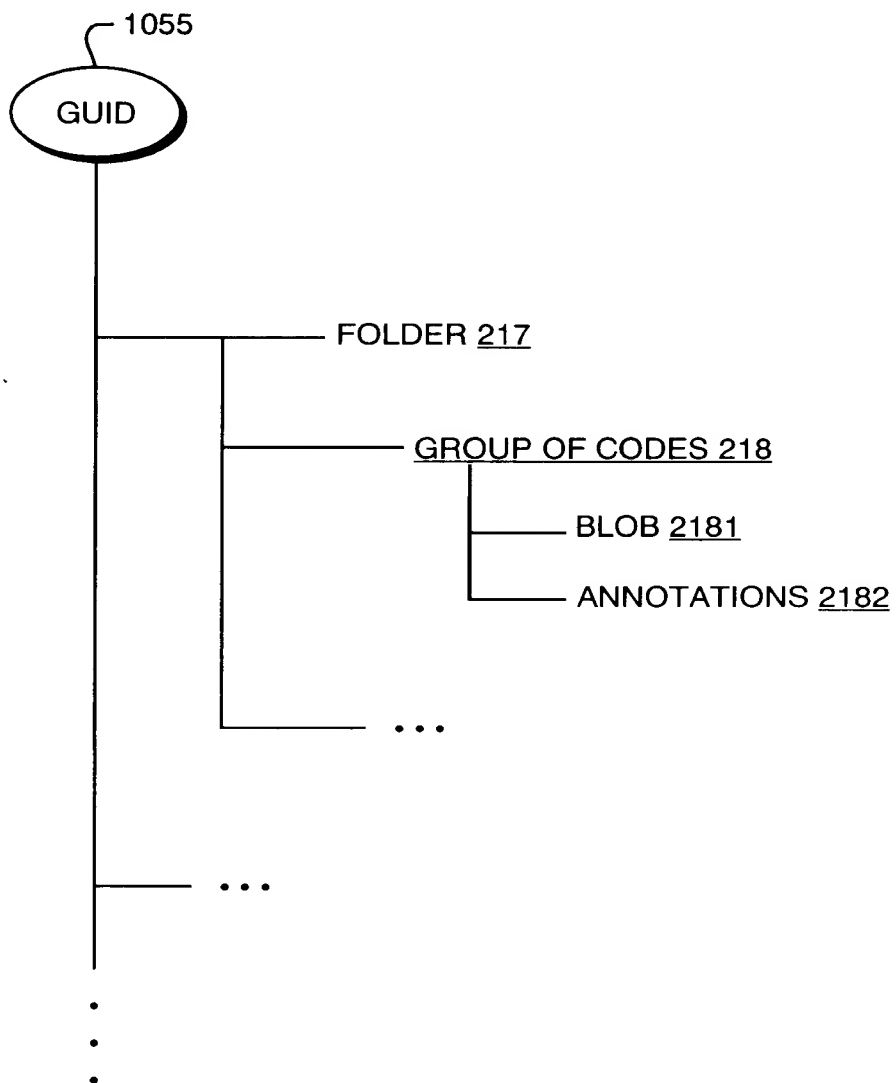 1055
GUID
FOLDER 217
GROUP OF CODES 218
BLOB 2181
ANNOTATIONS 2182
...
...